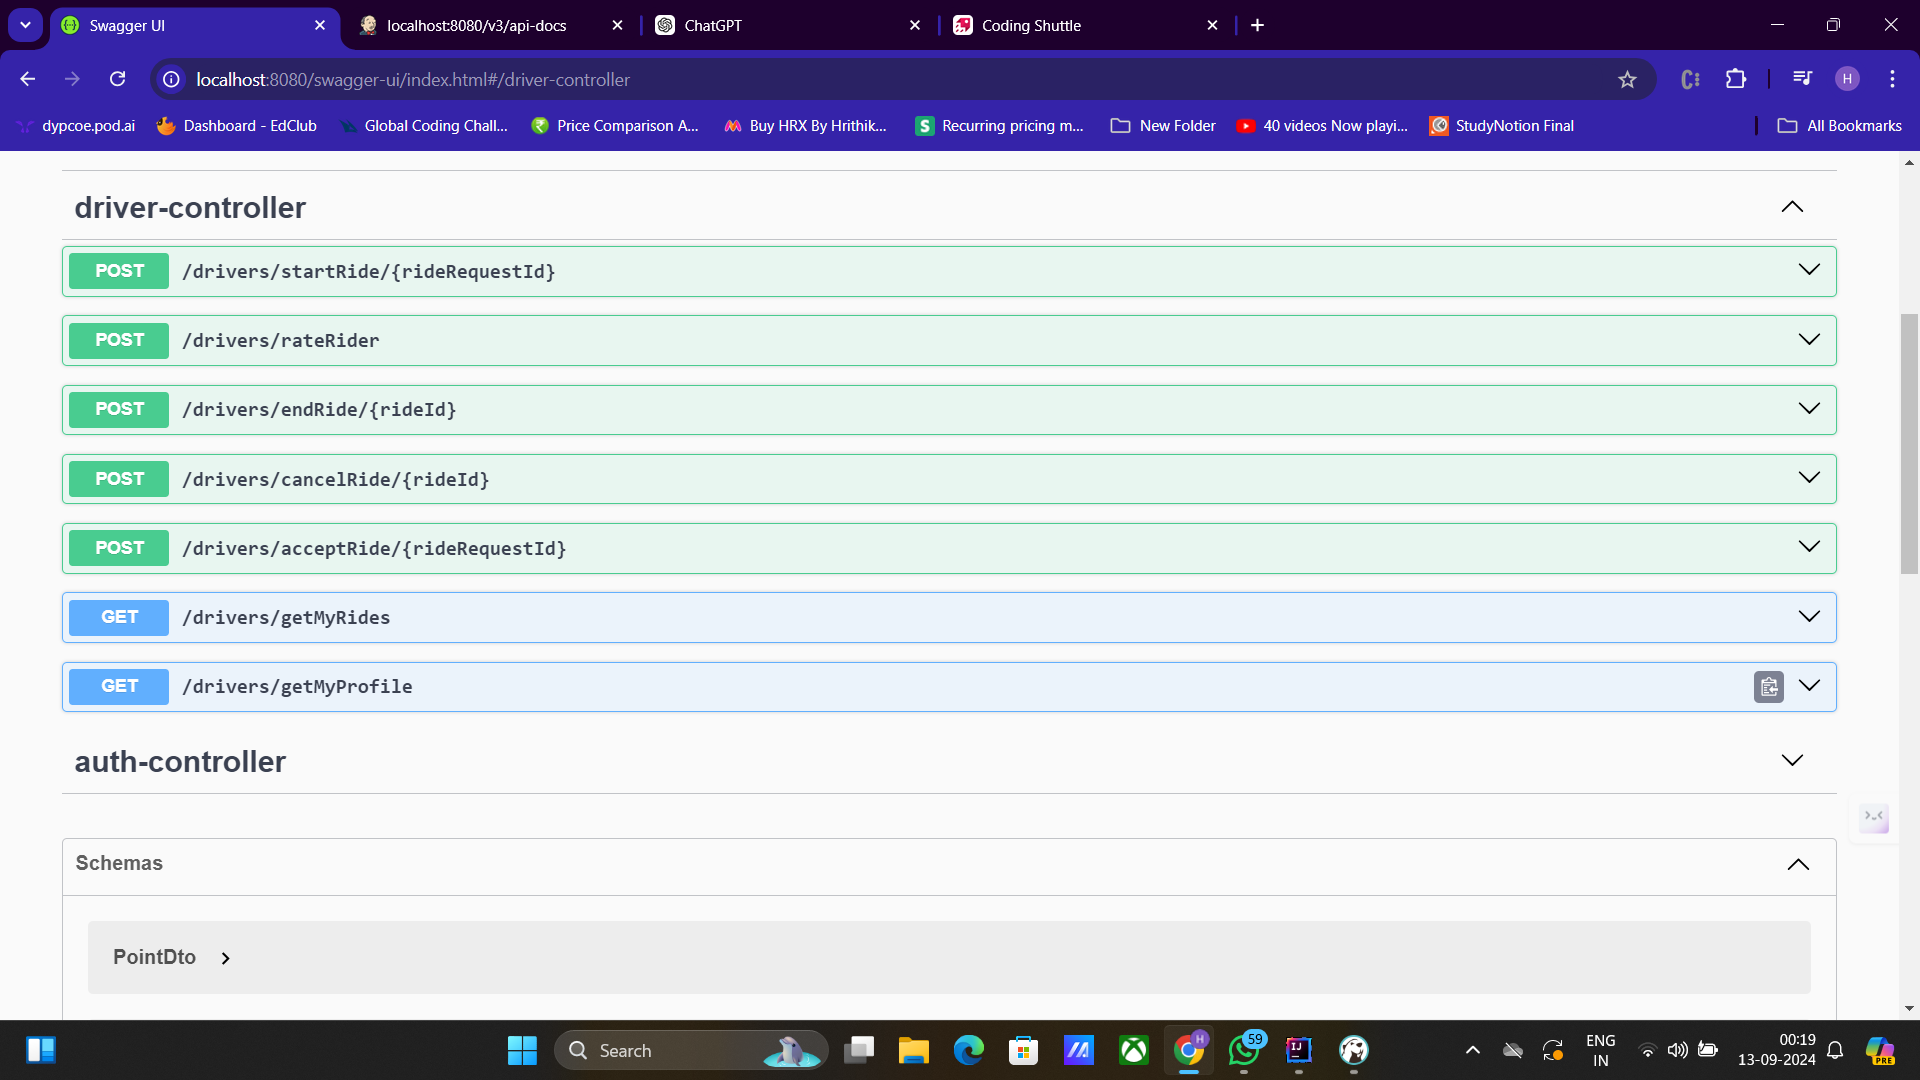 Swagger UI
localhost:8080/v3/api-docs
ChatGPT
Coding Shuttle
localhost:8080/swagger-ui/index.html#/driver-controller
H
dypcoe.pod.ai
Dashboard - EdClub
Global Coding Chall...
Price Comparison A...
Buy HRX By Hrithik...
Recurring pricing m...
New Folder
40 videos Now playi...
StudyNotion Final
All Bookmarks
driver-controller
POST /drivers/startRide/{rideRequestId}
POST /drivers/rateRider
POST /drivers/endRide/{rideId}
POST /drivers/cancelRide/{rideId}
POST /drivers/acceptRide/{rideRequestId}
GET /drivers/getMyRides
GET /drivers/getMyProfile
auth-controller
Schemas
PointDto
Search
H
59
IJ
ENG
IN
00:19
13-09-2024
PRE